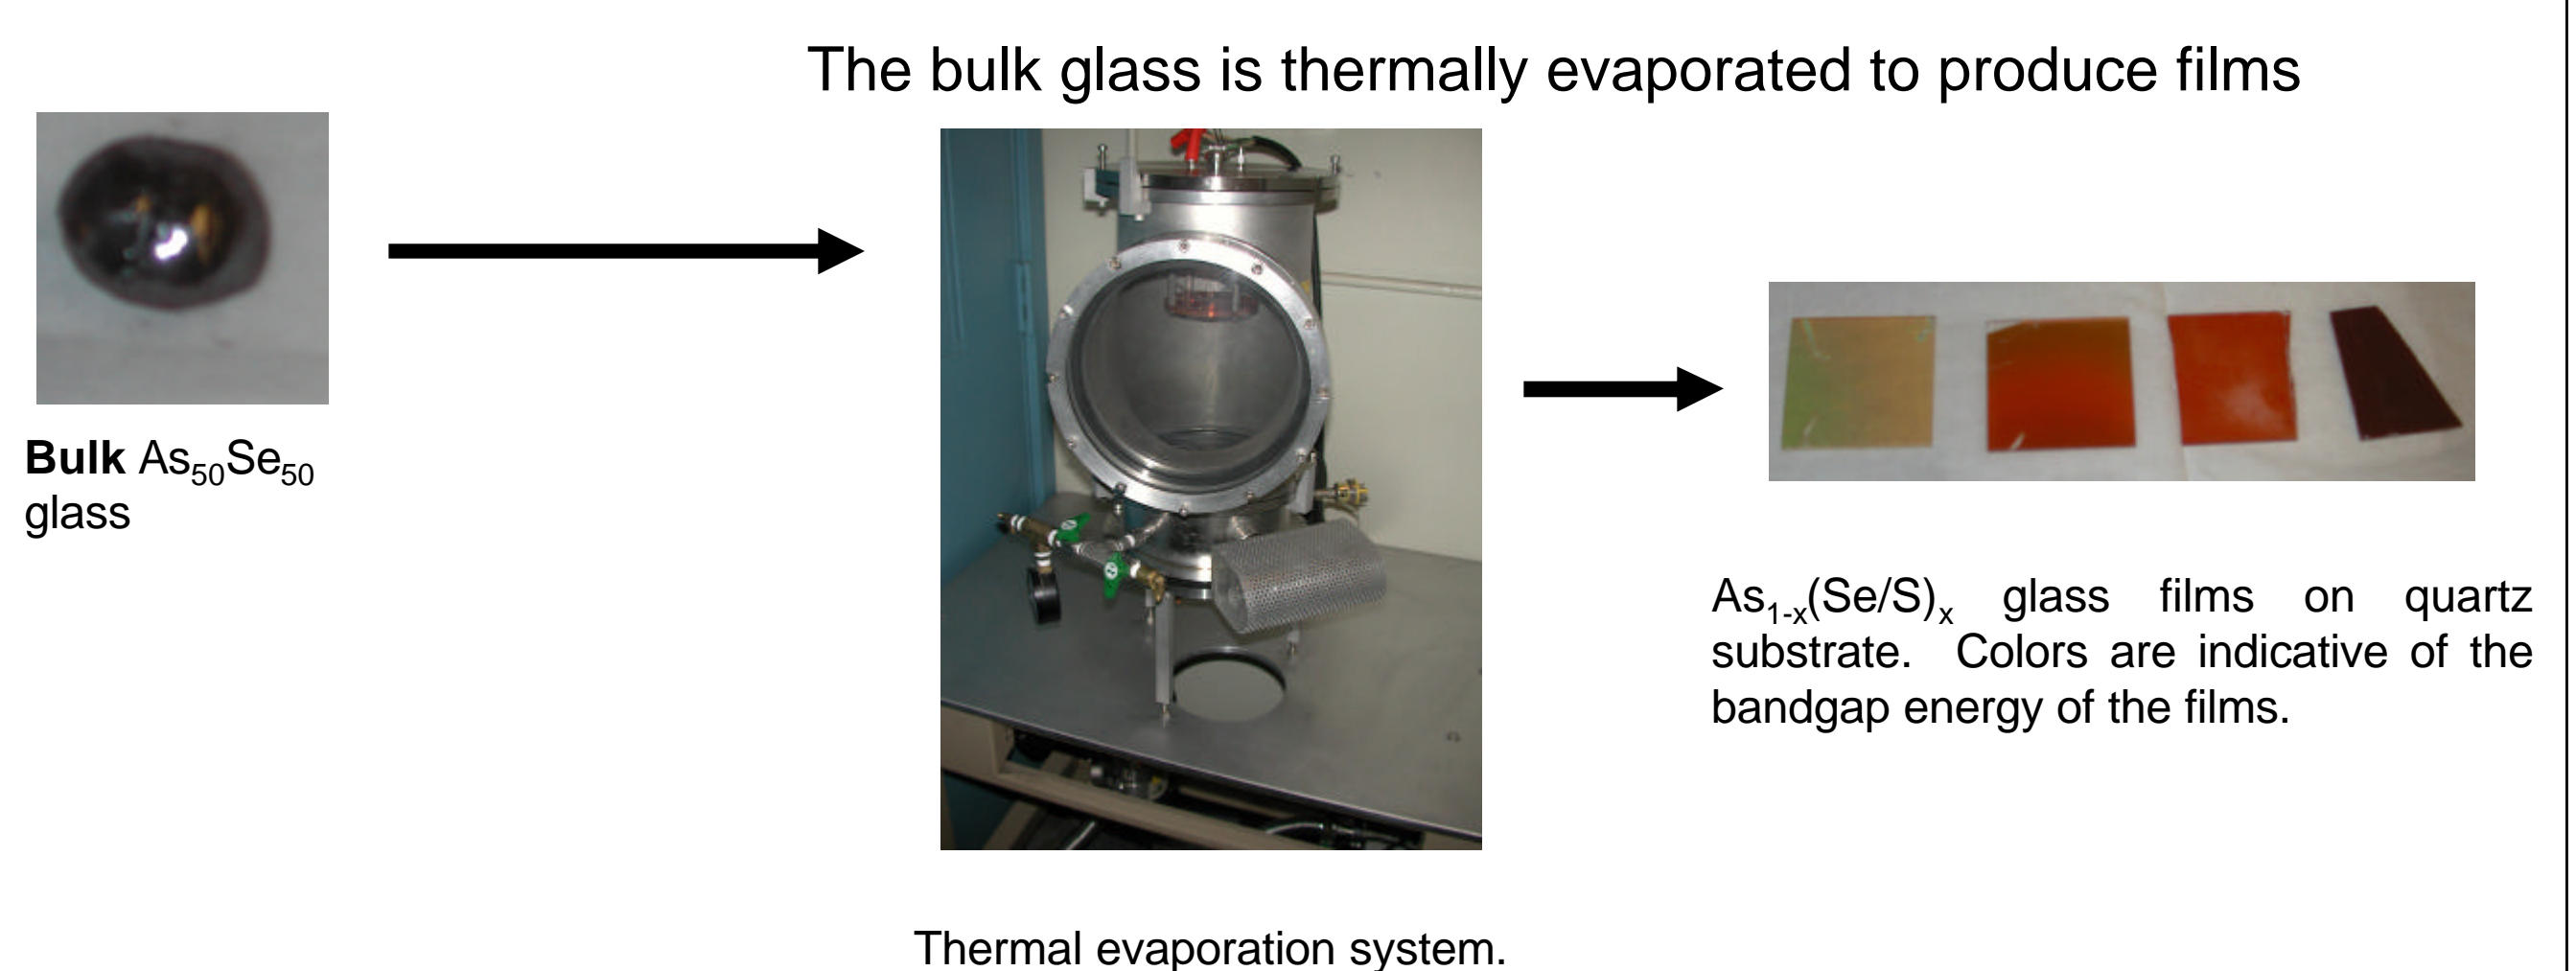 The bulk glass is thermally evaporated to produce films
Bulk As50Se50
glass
As1-x(Se/S)x glass films on quartz
substrate. Colors are indicative of the
bandgap energy of the films.
Thermal evaporation system.